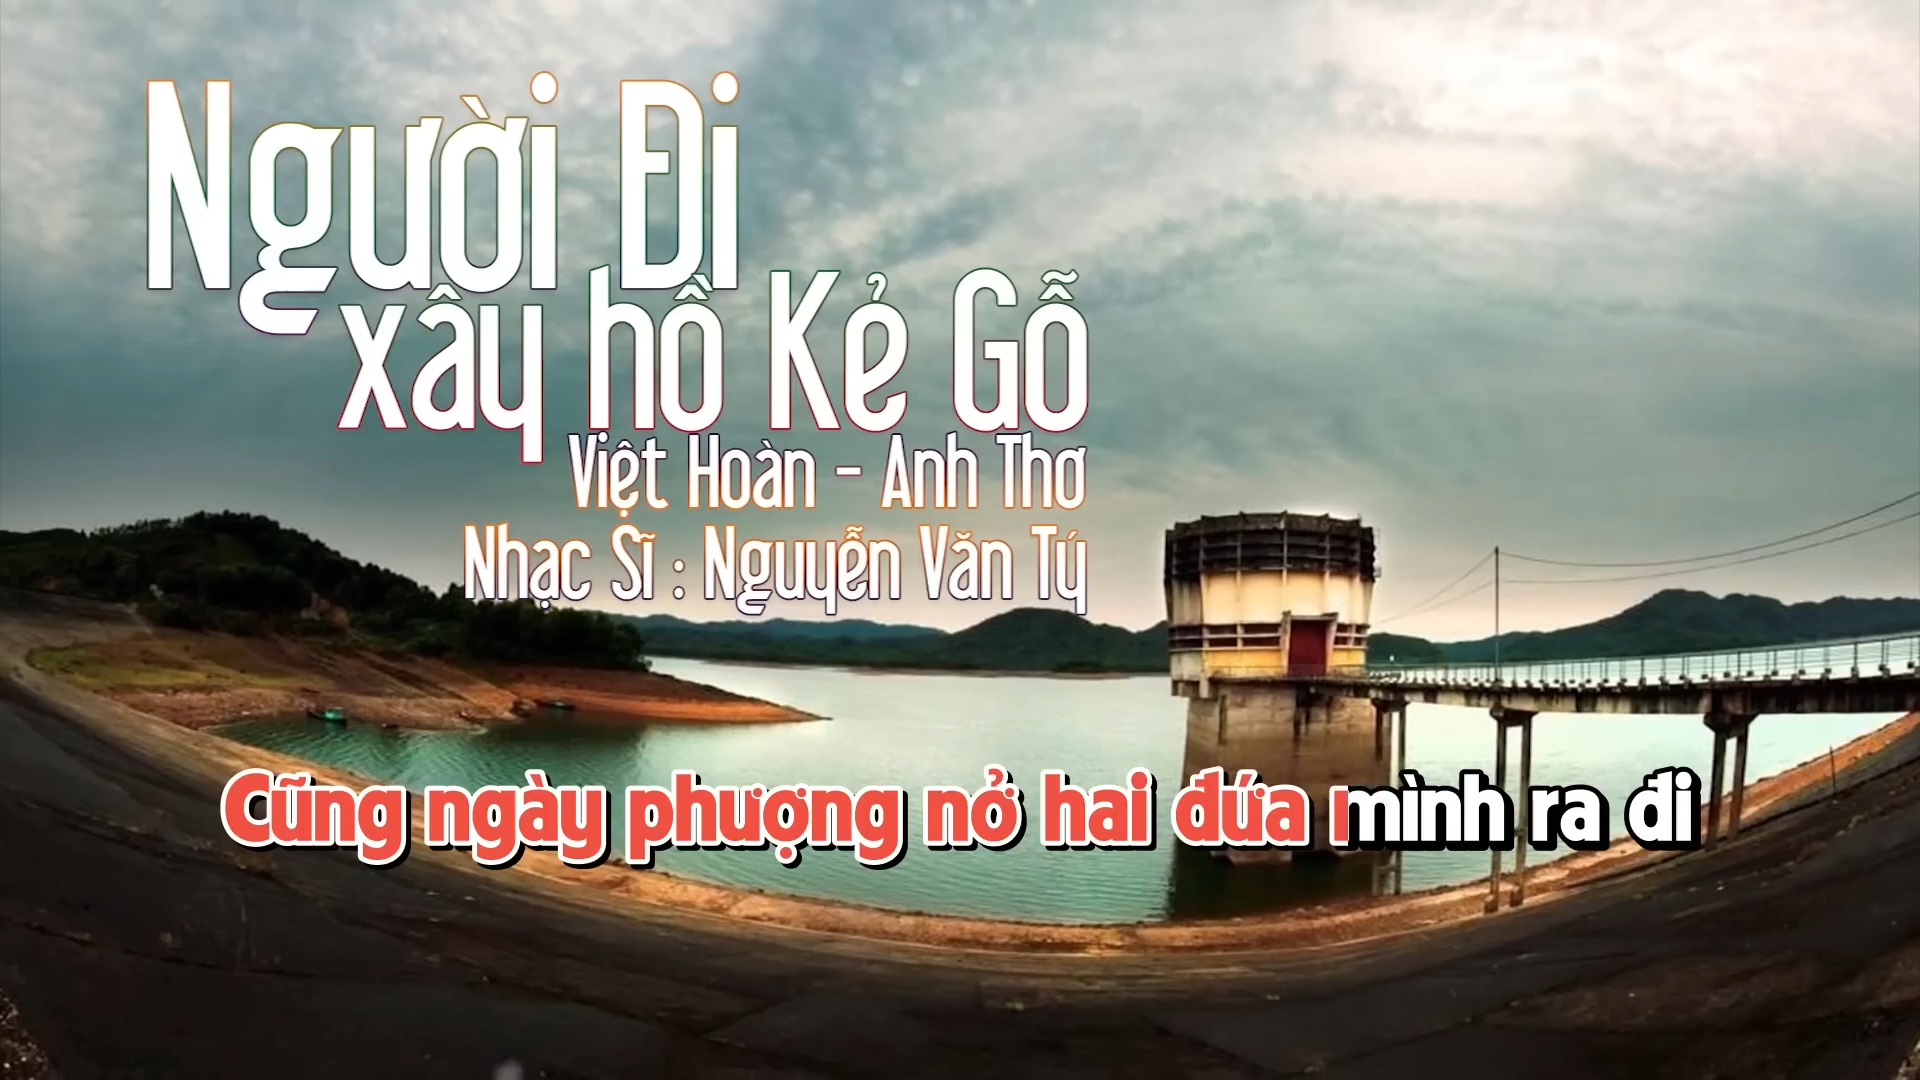 Người Đi
xây hồ Kẻ Gỗ
Việt Hoàn - Anh Thơ
Nhạc Sĩ : Nguyễn Văn Tý
Cũng ngày phượng nở hai đứa mình ra đi